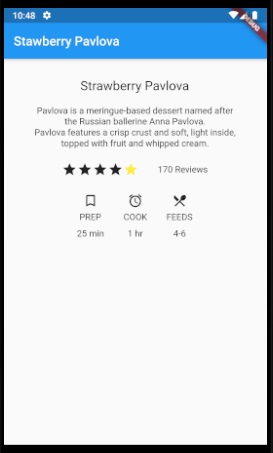 10:48
DEBUG
Stawberry Pavlova
Strawberry Pavlova
Pavlova is a meringue-based dessert named after
the Russian ballerine Anna Pavlova.
Pavlova features a crisp crust and soft, light inside,
topped with fruit and whipped cream.
170 Reviews
PREP COOK FEEDS
25 min 1 hr 4-6